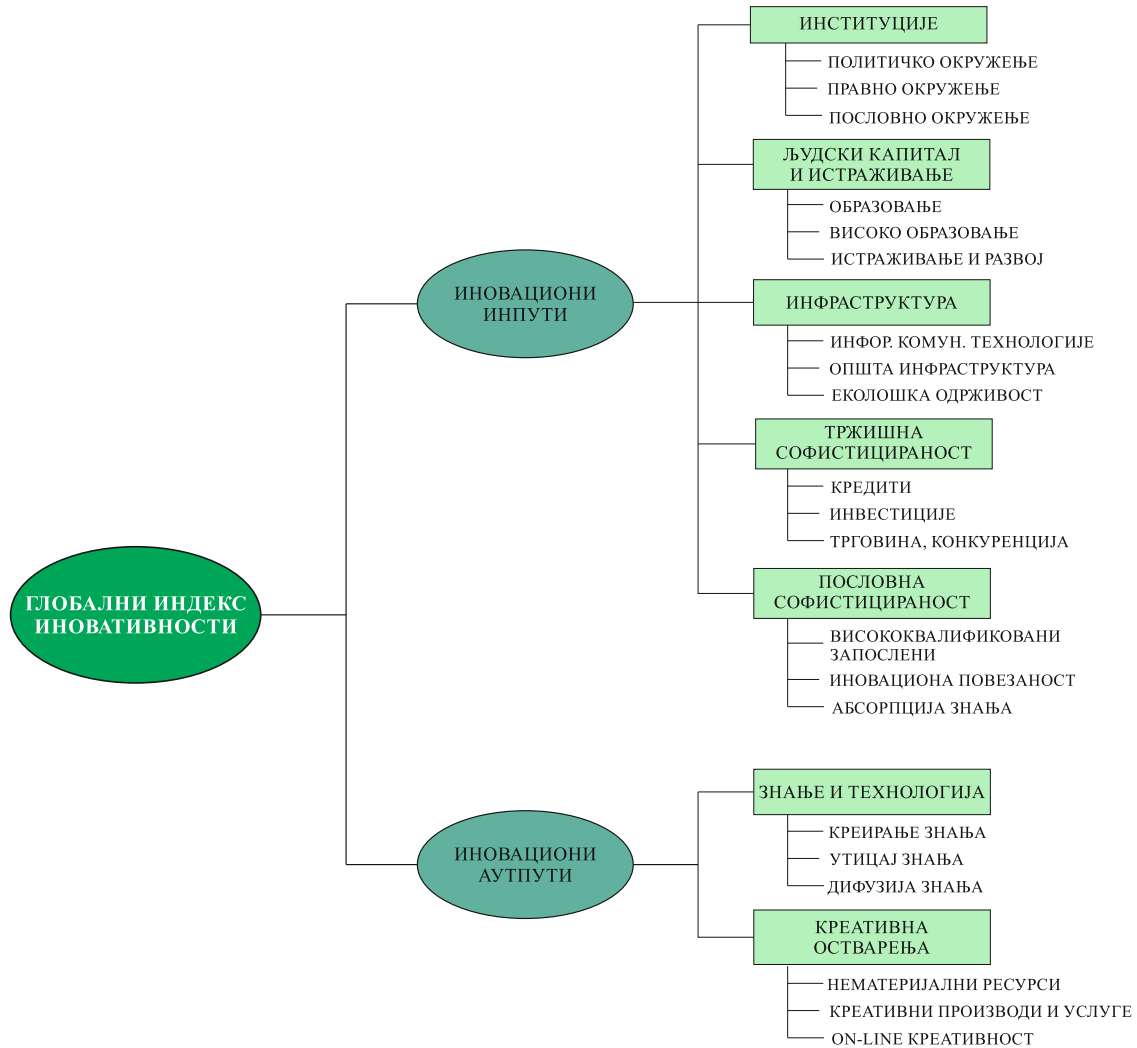 ГЛОБАЛНИ ИНДЕКС
ИНОВАТИВНОСТИ
ИНОВАЦИОНИ
ИНПУТИ
ИНСТИТУЦИЈЕ
ПОЛИТИЧКО ОКРУЖЕЊЕ
ПРАВНО ОКРУЖЕЊЕ
ПОСЛОВНО ОКРУЖЕЊЕ
ЉУДСКИ КАПИТАЛ
И ИСТРАЖИВАЊЕ
ОБРАЗОВАЊЕ
ВИСОКО ОБРАЗОВАЊЕ
ИСТРАЖИВАЊЕ И РАЗВОЈ
ИНФРАСТРУКТУРА
ИНФОР. КОМУН. ТЕХНОЛОГИЈЕ
ОПШТА ИНФРАСТРУКТУРА
ЕКОЛОШКА ОДРЖИВОСТ
ТРЖИШНА
СОФИСТИЦИРАНОСТ
КРЕДИТИ
ИНВЕСТИЦИЈЕ
ТРГОВИНА, КОНКУРЕНЦИЈА
ПОСЛОВНА
СОФИСТИЦИРАНОСТ
ВИСОКОКВАЛИФИКОВАНИ
ЗАПОСЛЕНИ
ИНОВАЦИОНА ПОВЕЗАНОСТ
АБСОРПЦИЈА ЗНАЊА
ИНОВАЦИОНИ
АУТПУТИ
ЗНАЊЕ И ТЕХНОЛОГИЈА
КРЕИРАЊЕ ЗНАЊА
УТИЦАЈ ЗНАЊА
ДИФУЗИЈА ЗНАЊА
КРЕАТИВНА
ОСТВАРЕЊА
НЕМАТЕРИЈАЛНИ РЕСУРСИ
КРЕАТИВНИ ПРОИЗВОДИ И УСЛУГЕ
ON-LINE КРЕАТИВНОСТ